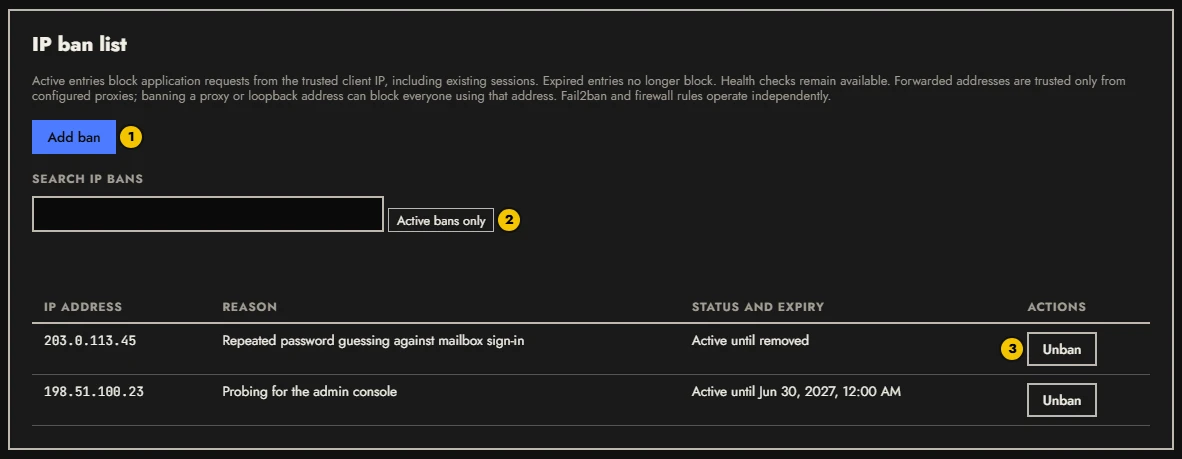 IP ban list
Active entries block application requests from the trusted client IP, including existing sessions. Expired entries no longer block. Health checks remain available. Forwarded addresses are trusted only from
configured proxies; banning a proxy or loopback address can block everyone using that address. Fail2ban and firewall rules operate independently.
Add ban 1
SEARCH IP BANS
Active bans only 2
IP ADDRESS REASON STATUS AND EXPIRY ACTIONS
203.0.113.45 Repeated password guessing against mailbox sign-in Active until removed 3 Unban
198.51.100.23 Probing for the admin console Active until Jun 30, 2027, 12:00 AM Unban